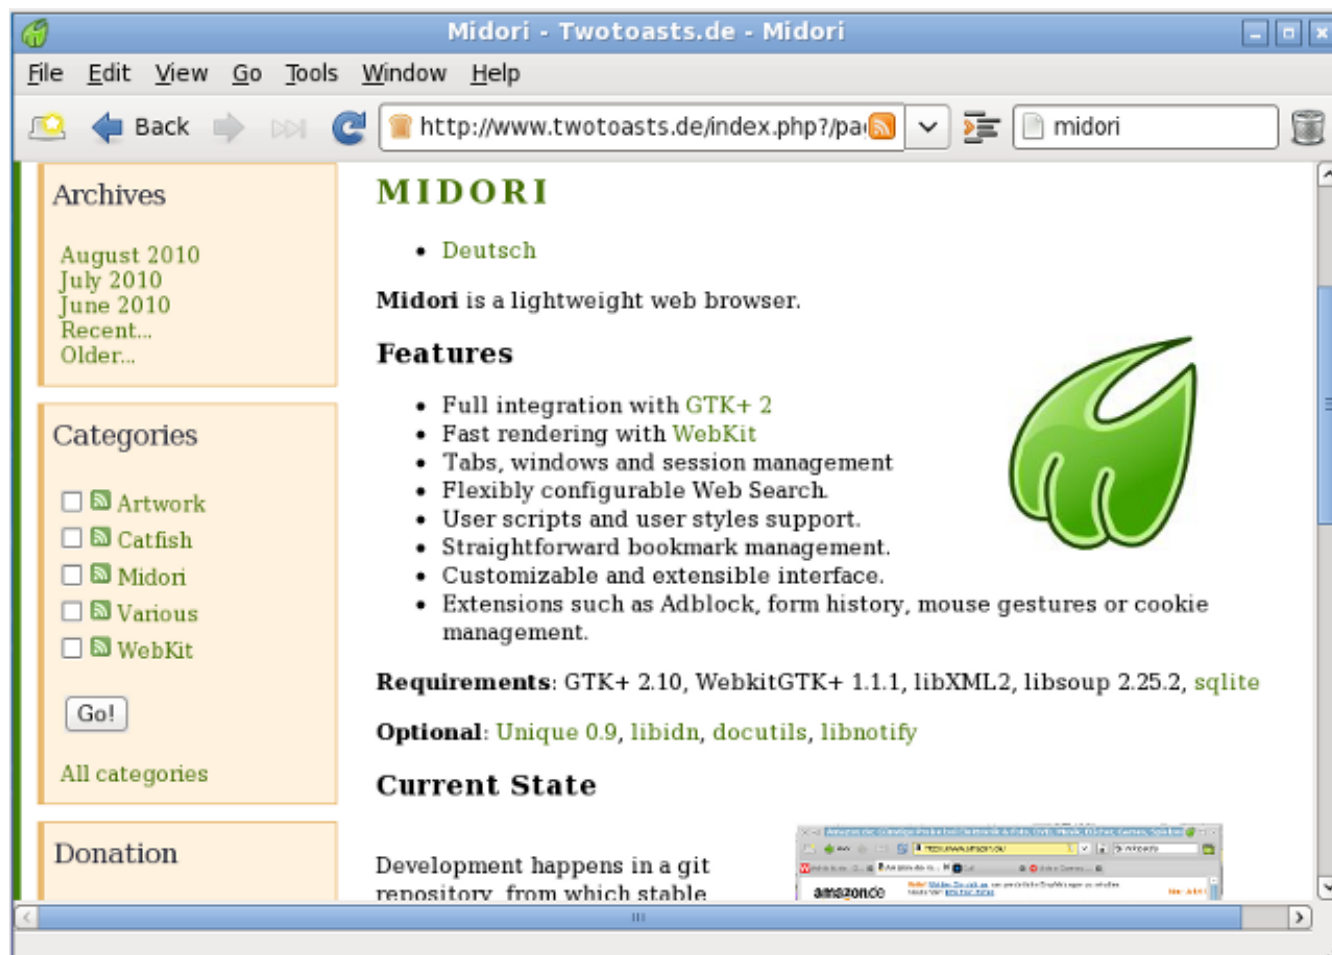 Midori - Twotoasts.de - Midori
File Edit View Go Tools Window Help
Back http://www.twotoasts.de/index.php?/pa midori
Archives
August 2010
July 2010
June 2010
Recent...
Older...
Categories
Artwork
Catfish
Midori
Various
WebKit
Go!
All categories
Donation
MIDORI
• Deutsch
Midori is a lightweight web browser.
Features
• Full integration with GTK+ 2
• Fast rendering with WebKit
• Tabs, windows and session management
• Flexibly configurable Web Search.
• User scripts and user styles support.
• Straightforward bookmark management.
• Customizable and extensible interface.
• Extensions such as Adblock, form history, mouse gestures or cookie
management.
Requirements: GTK+ 2.10, WebkitGTK+ 1.1.1, libXML2, libsoup 2.25.2, sqlite
Optional: Unique 0.9, libidn, docutils, libnotify
Current State
Development happens in a git
repository, from which stable
amazon.de